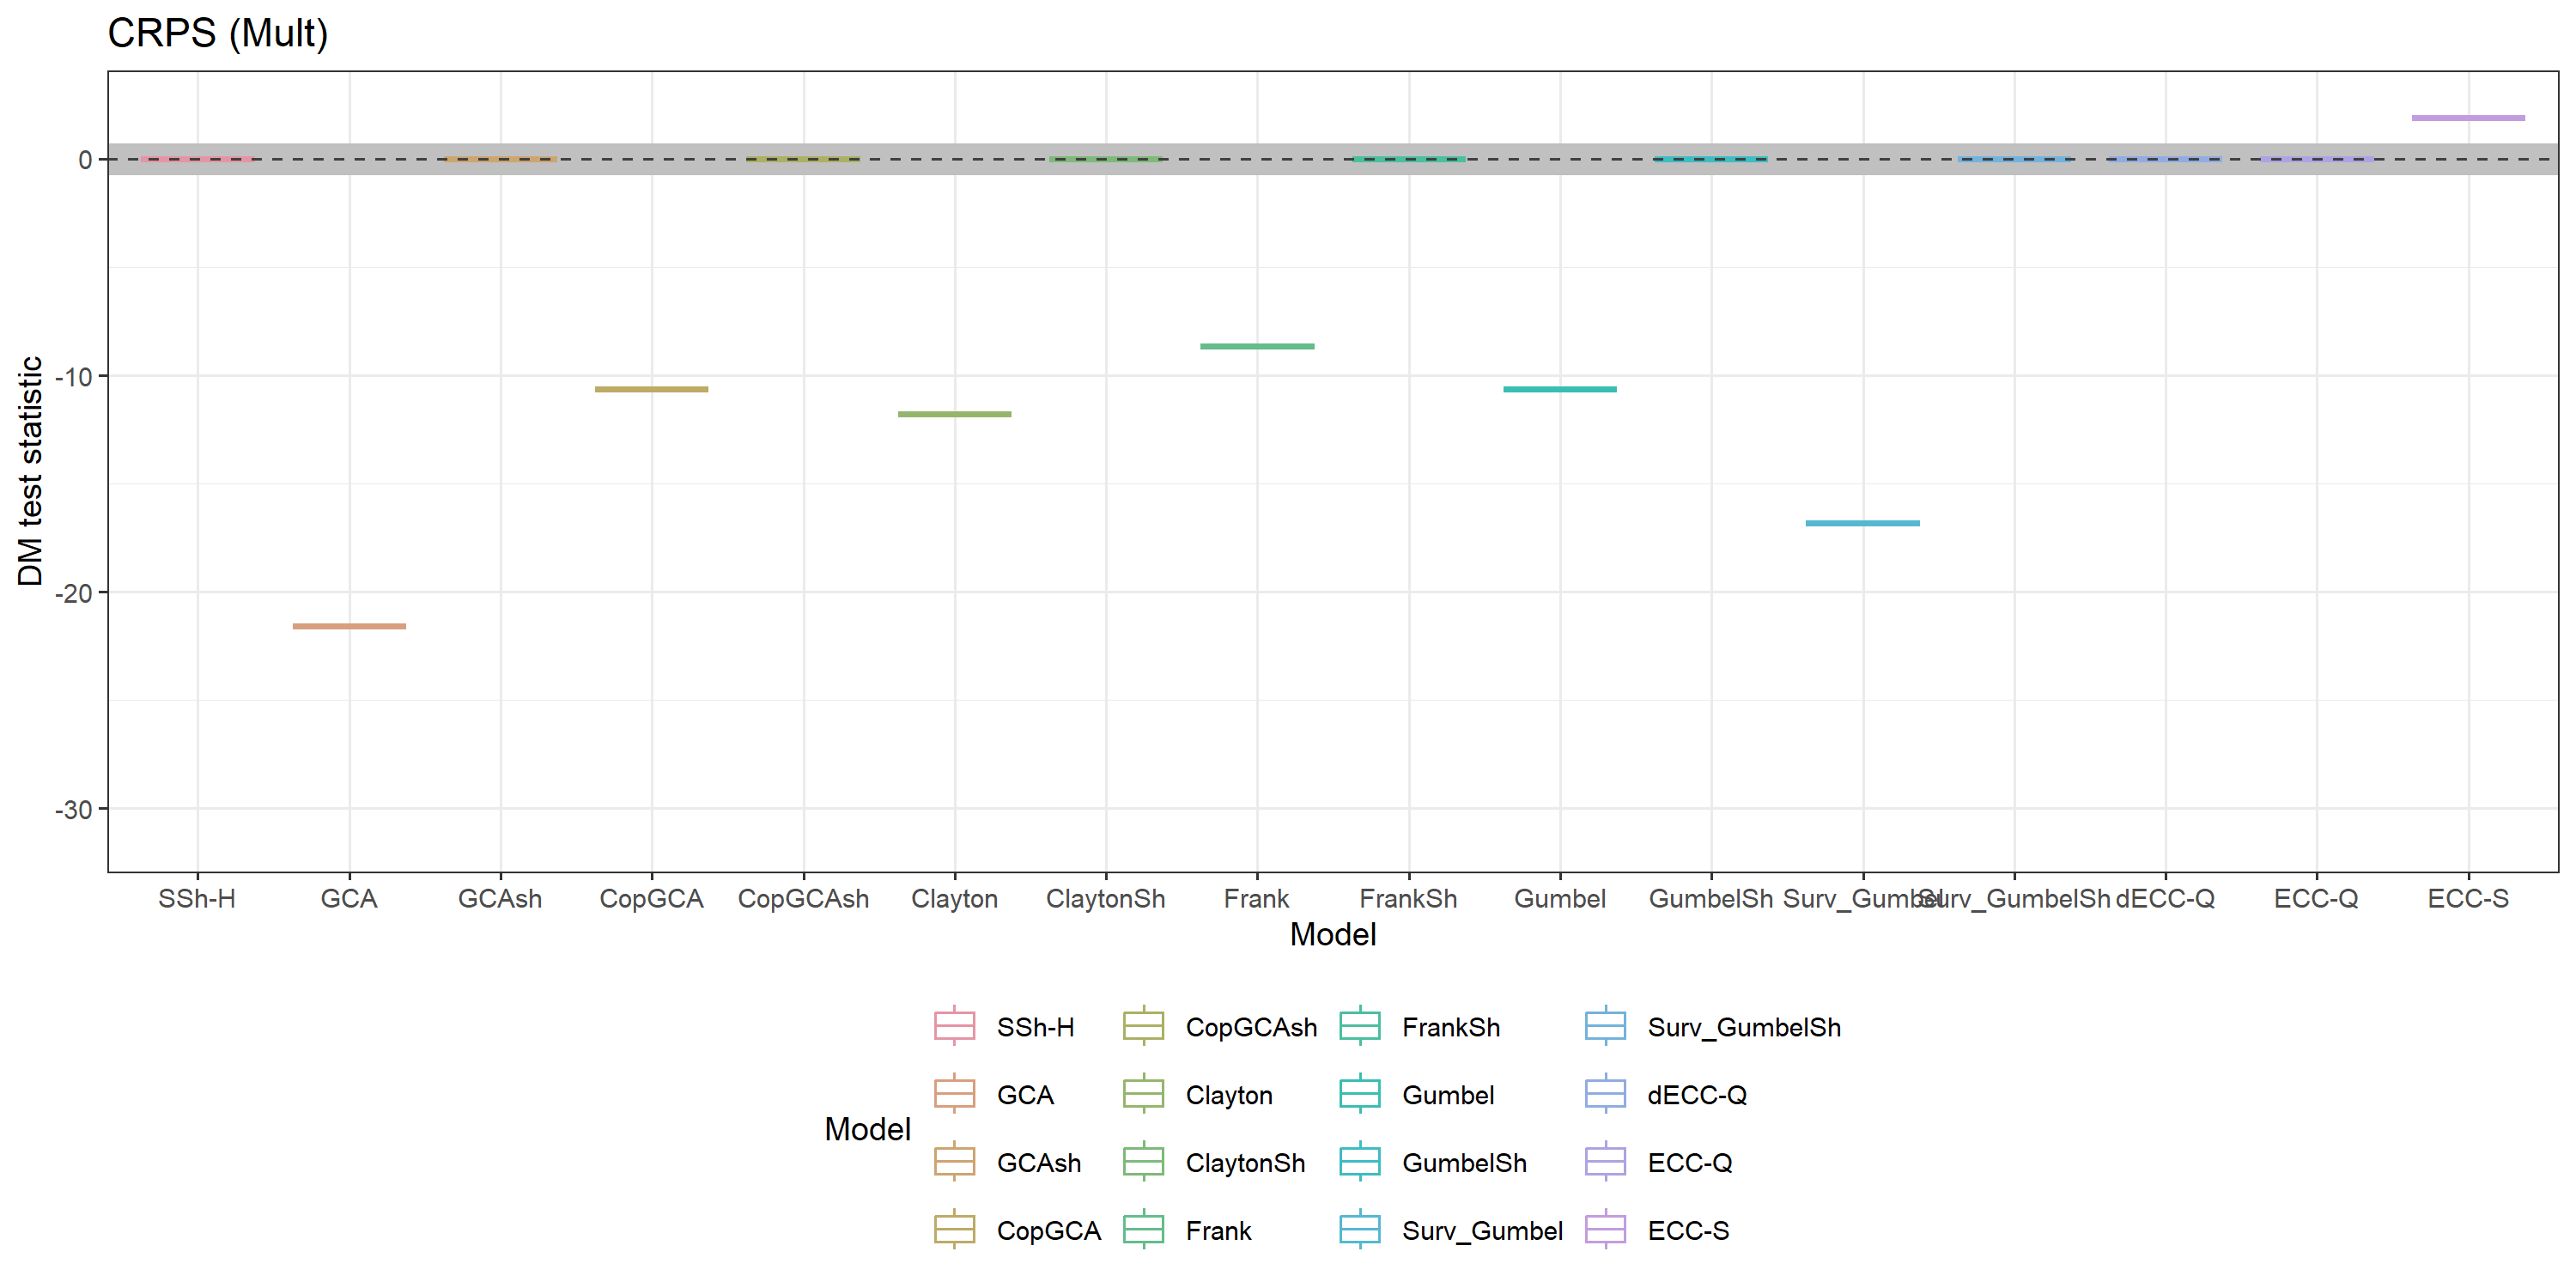 CRPS (Mult)
DM test statistic
0
-10
-20
-30
SSh-H GCA GCAsh CopGCA CopGCAsh Clayton ClaytonSh Frank FrankSh Gumbel GumbelSh Surv_Gumbel Surv_GumbelSh dECC-Q ECC-Q ECC-S
Model
Model
SSh-H CopGCAsh FrankSh Surv_GumbelSh
GCA Clayton Gumbel dECC-Q
GCAsh ClaytonSh GumbelSh ECC-Q
CopGCA Frank Surv_Gumbel ECC-S